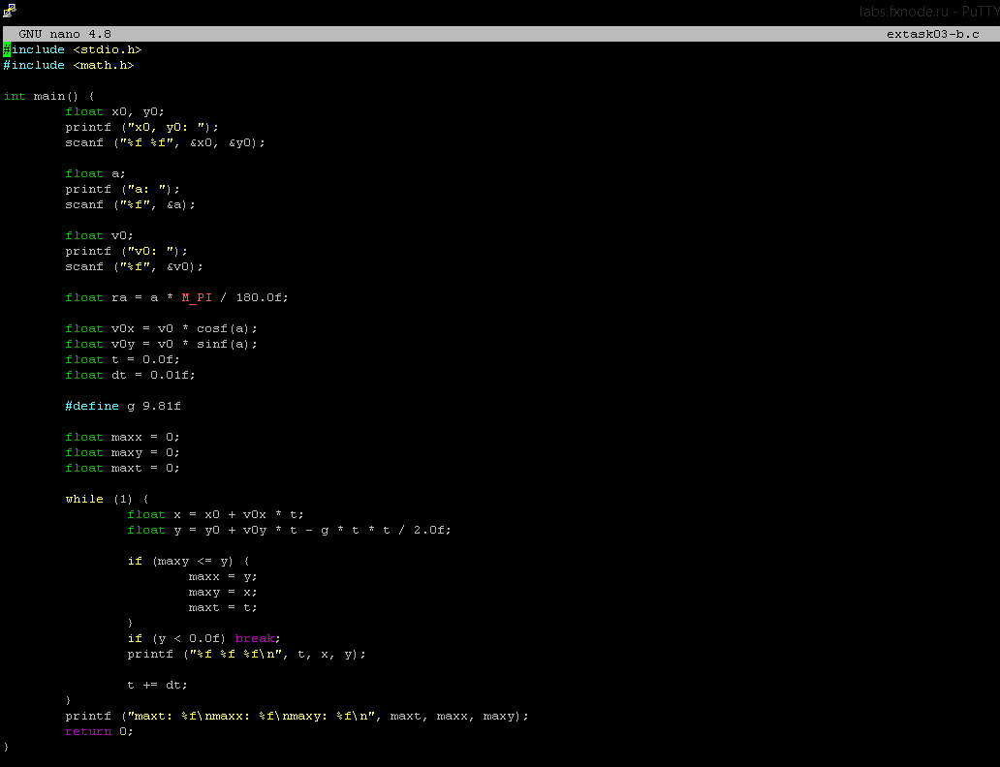 labs.fxnode.ru - PuTTY
GNU nano 4.8 extask03-b.c
#include <stdio.h>
#include <math.h>
int main() {
float x0, y0;
printf ("x0, y0: ");
scanf ("%f %f", &x0, &y0);
float a;
printf ("a: ");
scanf ("%f", &a);
float v0;
printf ("v0: ");
scanf ("%f", &v0);
float ra = a * M_PI / 180.0f;
float v0x = v0 * cosf(a);
float v0y = v0 * sinf(a);
float t = 0.0f;
float dt = 0.01f;
#define g 9.81f
float maxx = 0;
float maxy = 0;
float maxt = 0;
while (1) {
float x = x0 + v0x * t;
float y = y0 + v0y * t - g * t * t / 2.0f;
if (maxy <= y) {
maxx = y;
maxy = x;
maxt = t;
}
if (y < 0.0f) break;
printf ("%f %f %f\n", t, x, y);
t += dt;
}
printf ("maxt: %f\nmaxx: %f\nmaxy: %f\n", maxt, maxx, maxy);
return 0;
}